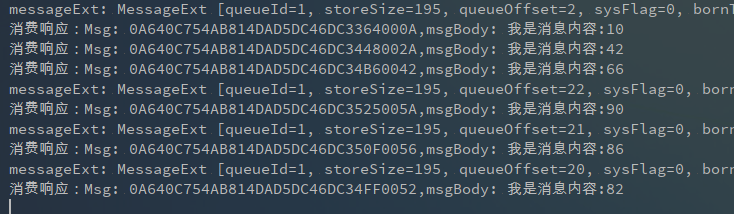 messageExt: MessageExt [queueId=1, storeSize=195, queueOffset=2, sysFlag=0,
消费响应：Msg: 0A640C754AB814DAD5DC46DC3364000A,msgBody: 我是消息内容:10
消费响应：Msg: 0A640C754AB814DAD5DC46DC3448002A,msgBody: 我是消息内容:42
消费响应：Msg: 0A640C754AB814DAD5DC46DC34B60042,msgBody: 我是消息内容:66
messageExt: MessageExt [queueId=1, storeSize=195, queueOffset=22, sysFlag=0, born
消费响应：Msg: 0A640C754AB814DAD5DC46DC3525005A,msgBody: 我是消息内容:90
messageExt: MessageExt [queueId=1, storeSize=195, queueOffset=21, sysFlag=0, born
消费响应：Msg: 0A640C754AB814DAD5DC46DC350F0056,msgBody: 我是消息内容:86
messageExt: MessageExt [queueId=1, storeSize=195, queueOffset=20, sysFlag=0, born
消费响应：Msg: 0A640C754AB814DAD5DC46DC34FF0052,msgBody: 我是消息内容:82